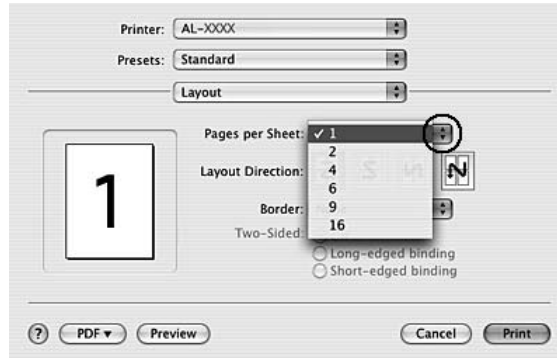 Printer: AL-XXXX
Presets: Standard
Layout
Pages per Sheet: ✓ 1
2
4
6
9
16
1
Layout Direction:
Border:
Two-Sided:
Long-edged binding
Short-edged binding
? PDF▼ Preview Cancel Print